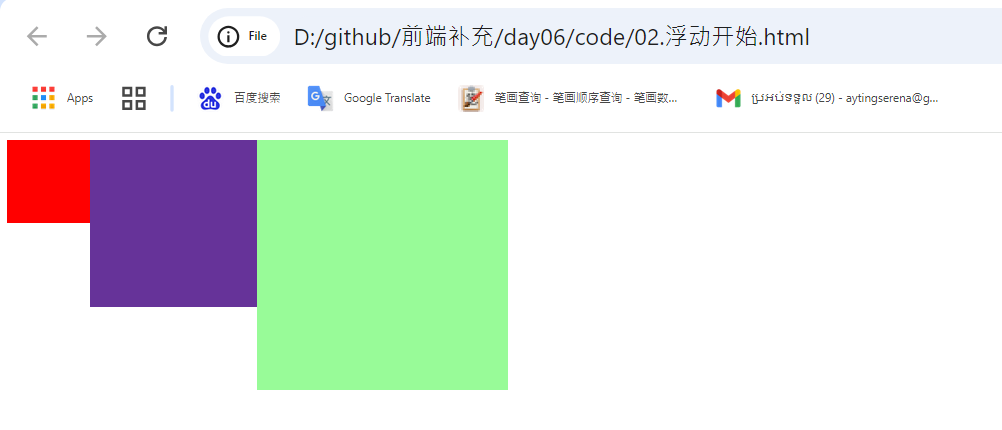 File D:/github/前端补充/day06/code/02.浮动开始.html
Apps 百度搜索 Google Translate 笔画查询 - 笔画顺序查询 - 笔画数... ប្រអប់ទទួល (29) - aytingserena@g...